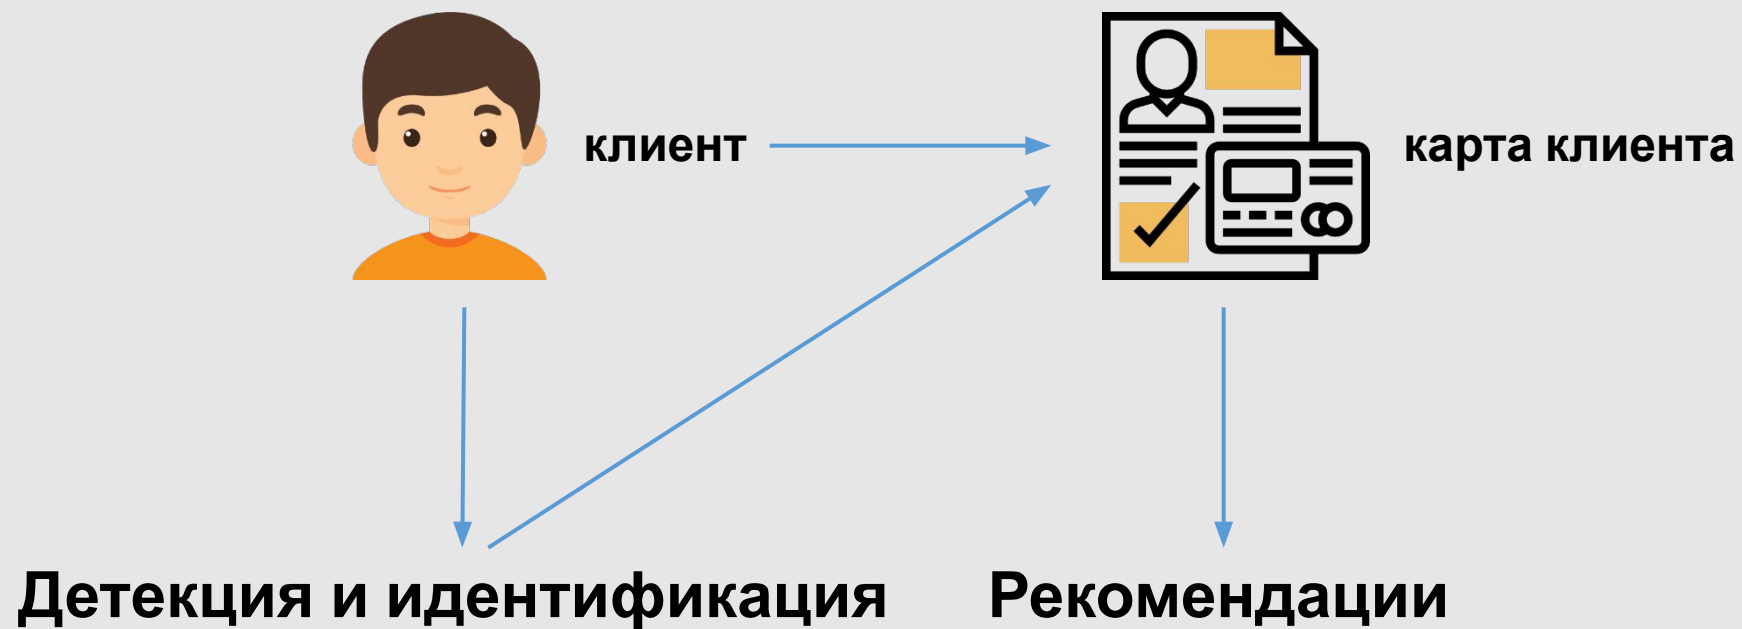 клиент
карта клиента
Детекция и идентификация
Рекомендации